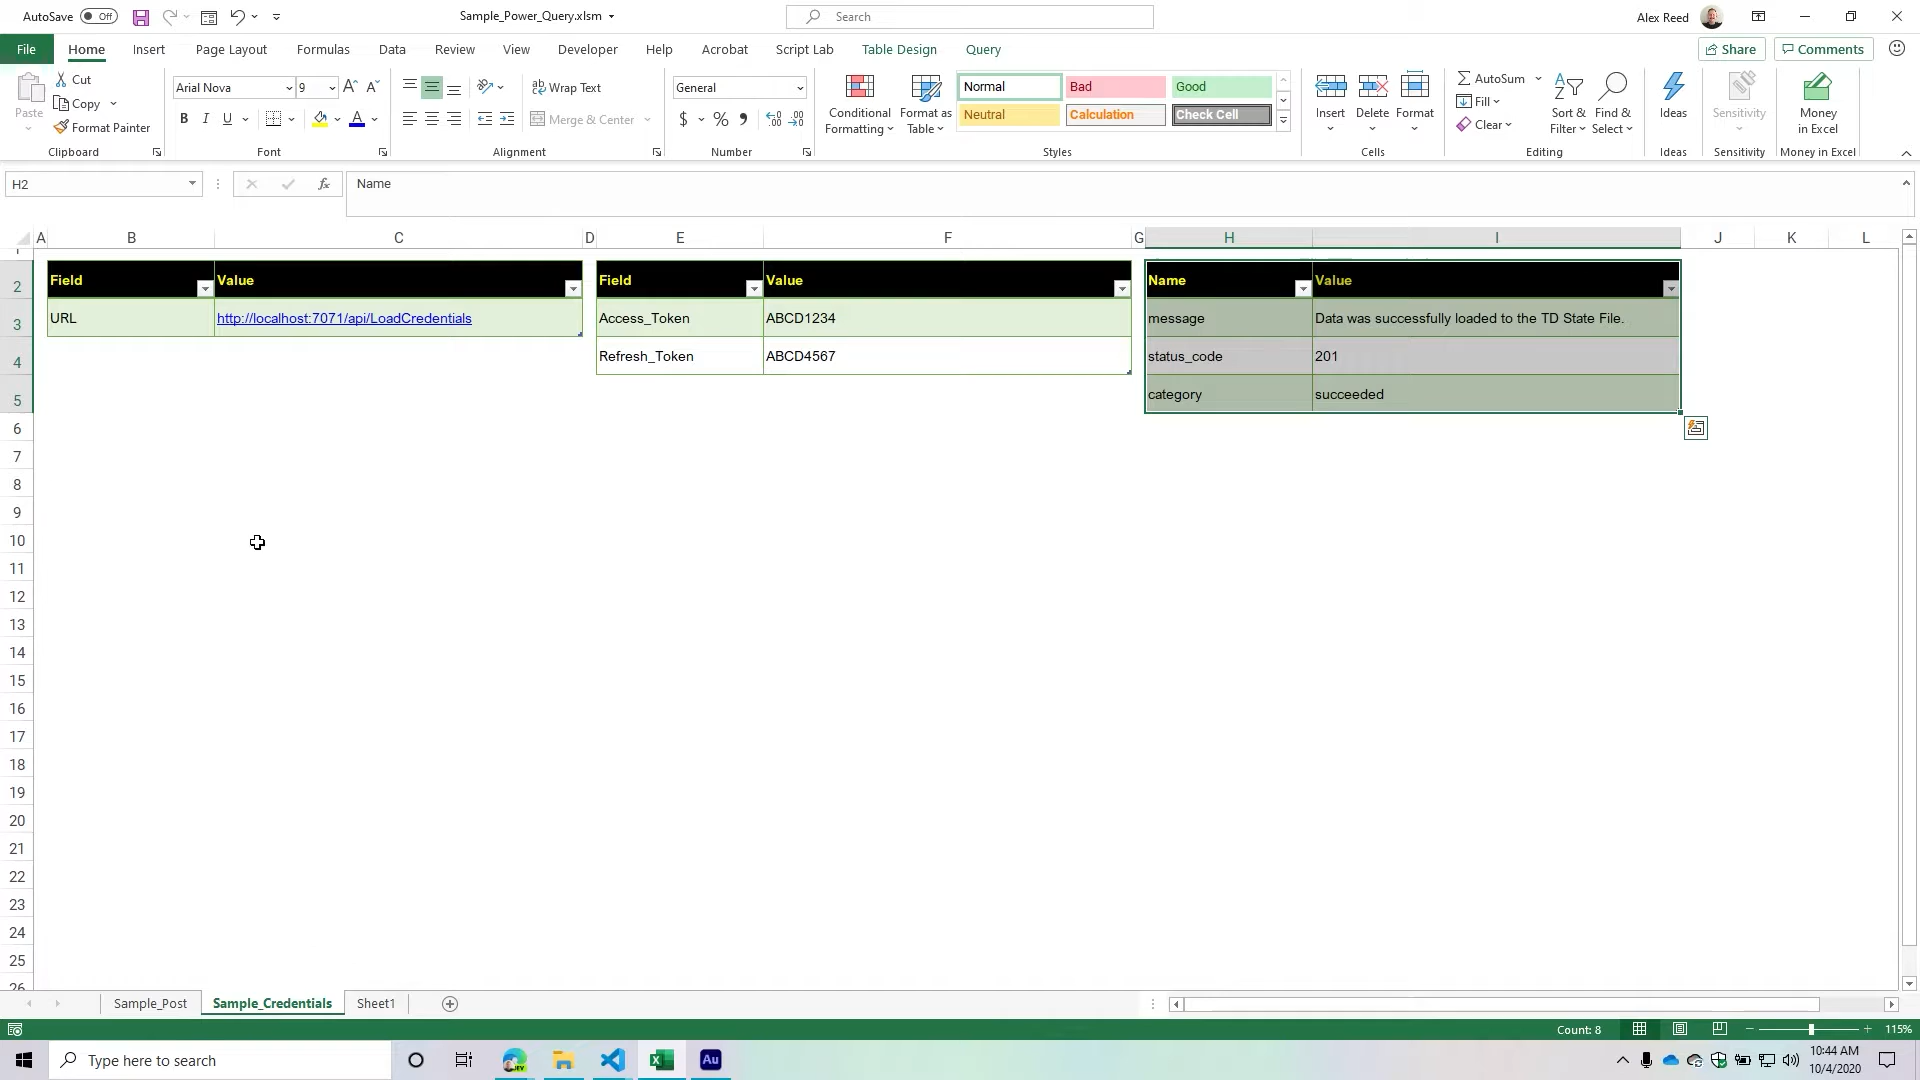 AutoSave Off Sample_Power_Query.xlsm Search Alex Reed
File Home Insert Page Layout Formulas Data Review View Developer Help Acrobat Script Lab Table Design Query Share Comments
Paste Cut Copy Format Painter Clipboard
Arial Nova 9 B I U A Font
Wrap Text Merge & Center Alignment
General $ % Number
Conditional Formatting Format as Table
Normal Bad Good
Neutral Calculation Check Cell
Styles
Insert Delete Format Cells
AutoSum Fill Clear Sort & Filter Find & Select Editing
Ideas Ideas
Sensitivity Sensitivity
Money in Excel Money in Excel
H2 fx Name
A B C D E F G H I J K L
2 Field Value Field Value Name Value
3 URL http://localhost:7071/api/LoadCredentials Access_Token ABCD1234 message Data was successfully loaded to the TD State File.
4 Refresh_Token ABCD4567 status_code 201
5 category succeeded
6
7
8
9
10
11
12
13
14
15
16
17
18
19
20
21
22
23
24
25
26
Sample_Post Sample_Credentials Sheet1
Count: 8 115%
Type here to search Au 10:44 AM
10/4/2020